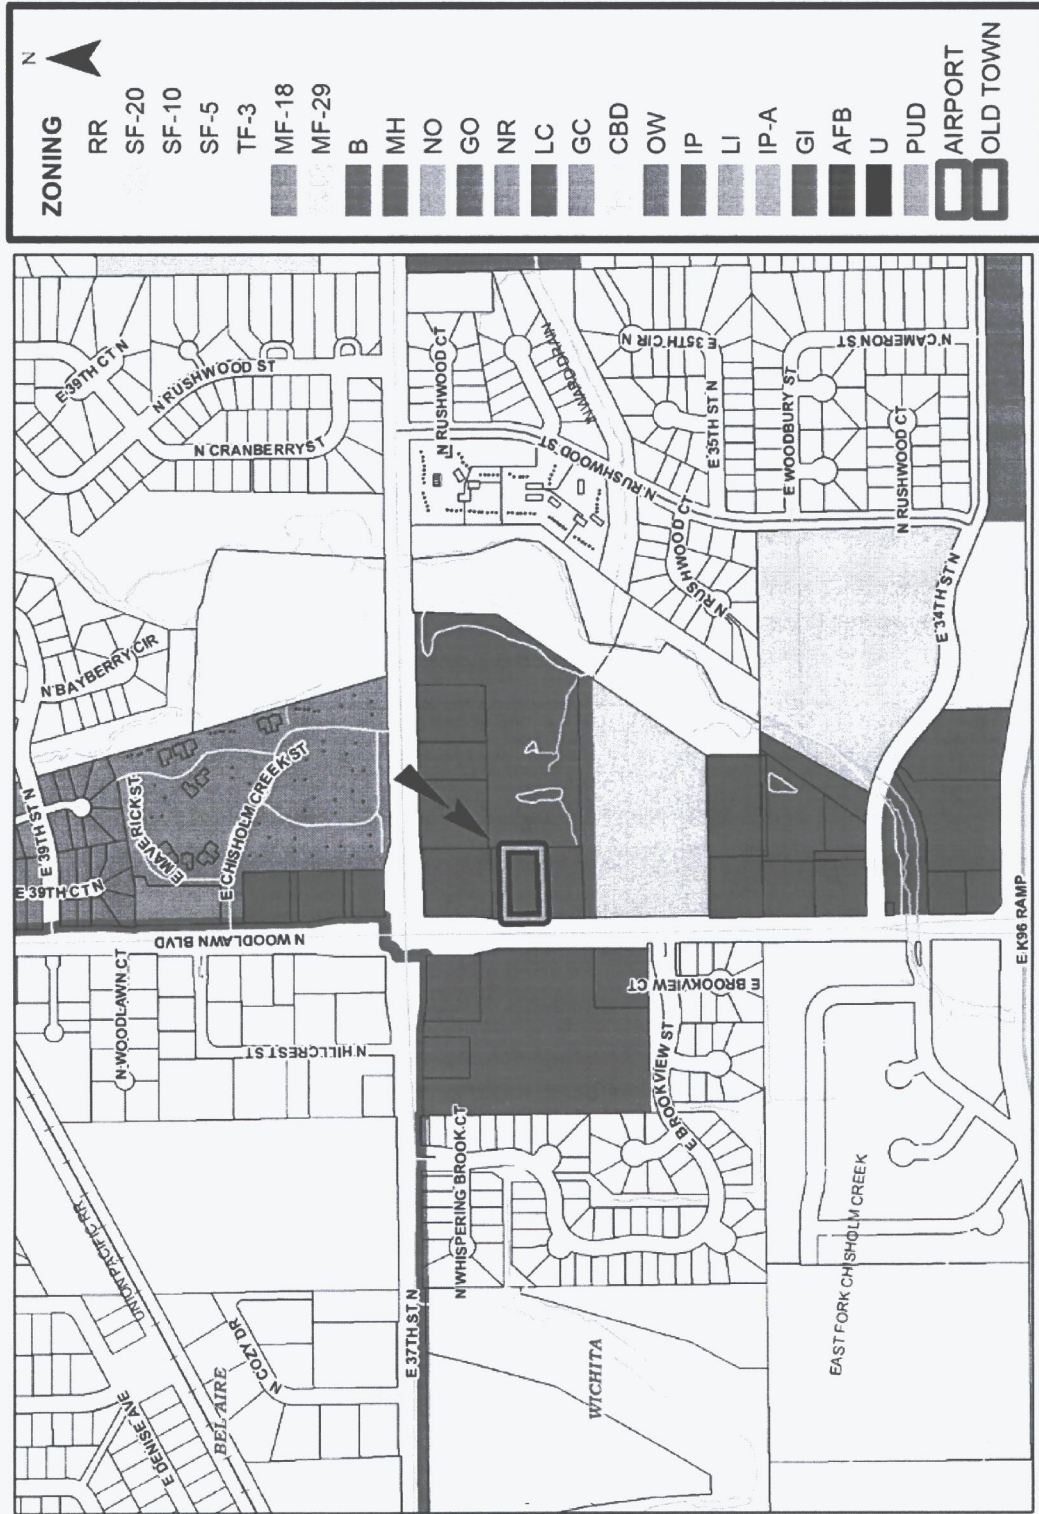 ZONING
N
RR
SF-20
SF-10
SF-5
TF-3
MF-18
MF-29
B
MH
NO
GO
NR
LC
GC
CBD
OW
IP
LI
IP-A
GI
AFB
U
PUD
AIRPORT
OLD TOWN
UNION PACIFIC RR
E DENISE AVE
BEL AIRE
N COZY DR
N WOODLAWN CT
N HILLCREST ST
N WOODLAWN BLVD
E 39TH CT N
E 39TH ST N
E MAVERICK ST
E CHISHOLM CREEK ST
N BAYBERRY CIR
E 39TH CT N
N RUSHWOOD ST
N CRANBERRY ST
E 37TH ST N
N WHISPERING BROOK CT
E BROOKVIEW ST
E BROOKVIEW CT
WICHITA
N RUSHWOOD CT
N WARD DRAIN
N RUSHWOOD ST
N RUSHWOOD CT
N RUSH
E 35TH CIR N
E 35TH ST N
E WOODBURY ST
N CAMERON ST
N RUSHWOOD CT
E 34TH ST N
EAST FORK CHISHOLM CREEK
E K96 RAMP